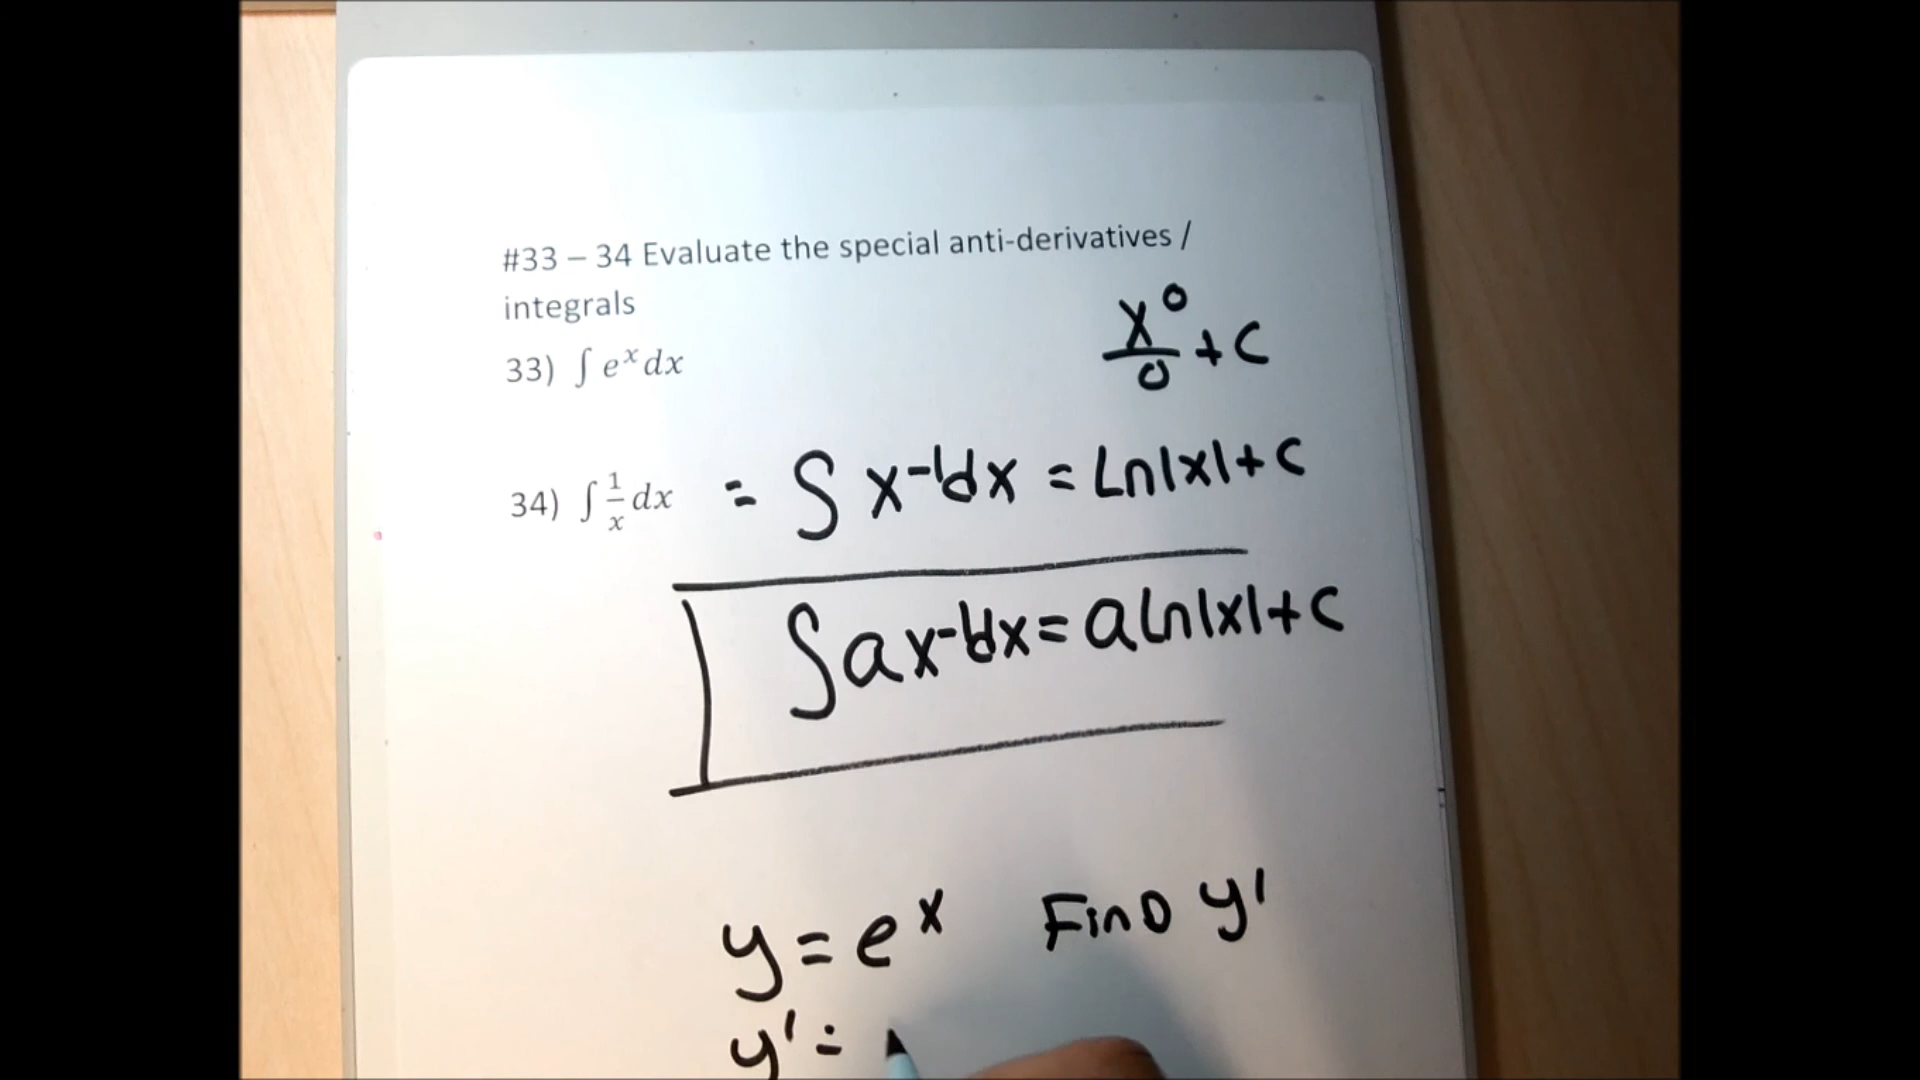 #33 – 34 Evaluate the special anti-derivatives /
integrals
x⁰/0 + c
33) ∫ eˣ dx
34) ∫ 1/x dx = ∫ x⁻¹dx = Ln|x| + c
∫ax⁻¹dx = aLn|x| + c
y = eˣ Find y'
y' =